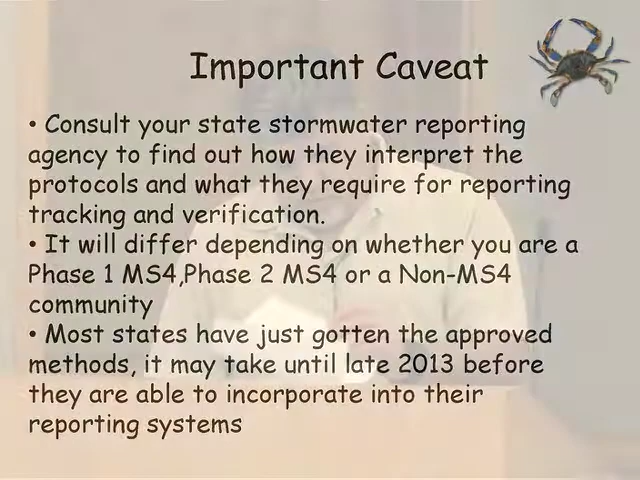 Important Caveat
• Consult your state stormwater reporting
agency to find out how they interpret the
protocols and what they require for reporting
tracking and verification.
• It will differ depending on whether you are a
Phase 1 MS4,Phase 2 MS4 or a Non-MS4
community
• Most states have just gotten the approved
methods, it may take until late 2013 before
they are able to incorporate into their
reporting systems